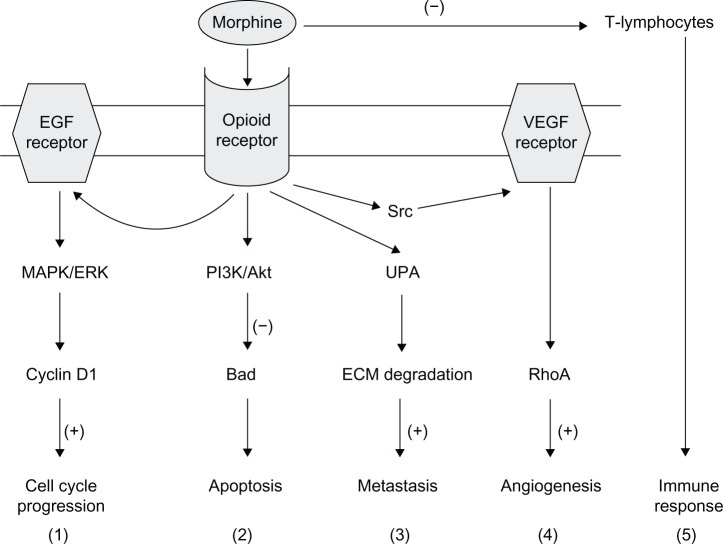 Morphine
(−)
T-lymphocytes
EGF
receptor
Opioid
receptor
VEGF
receptor
Src
MAPK/ERK
PI3K/Akt
UPA
(−)
Cyclin D1
Bad
ECM degradation
RhoA
(+)
(+)
(+)
Cell cycle
progression
Apoptosis
Metastasis
Angiogenesis
Immune
response
(1)
(2)
(3)
(4)
(5)